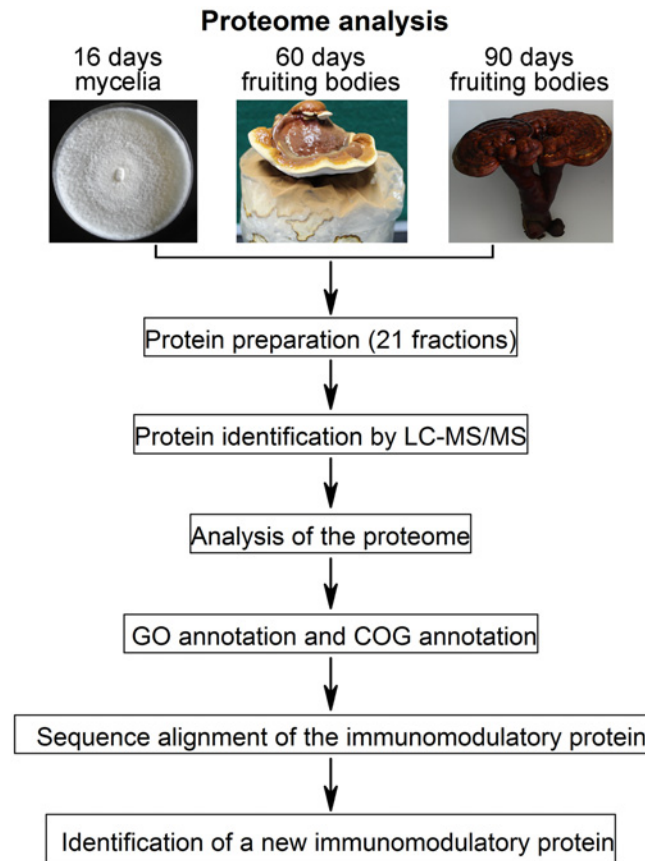 Proteome analysis
16 days
mycelia
60 days
fruiting bodies
90 days
fruiting bodies
Protein preparation (21 fractions)
Protein identification by LC-MS/MS
Analysis of the proteome
GO annotation and COG annotation
Sequence alignment of the immunomodulatory protein
Identification of a new immunomodulatory protein